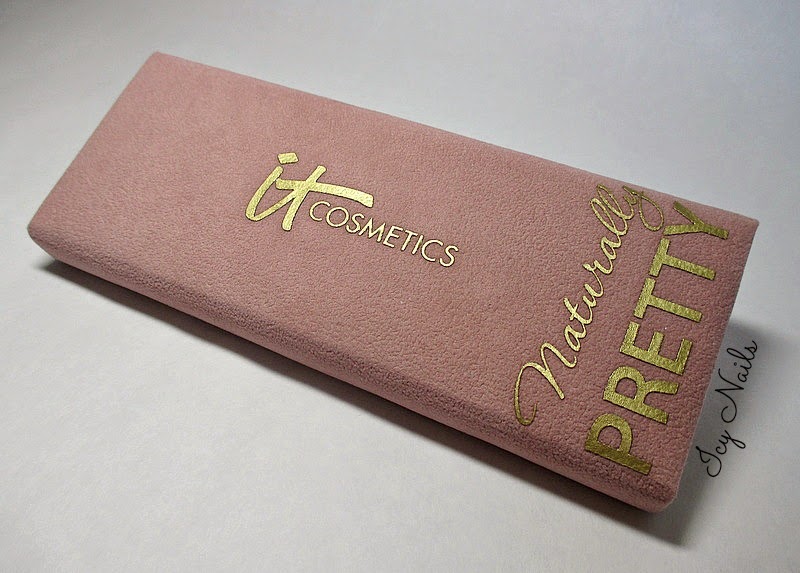 it
COSMETICS
Naturally
PRETTY
Icy Nails